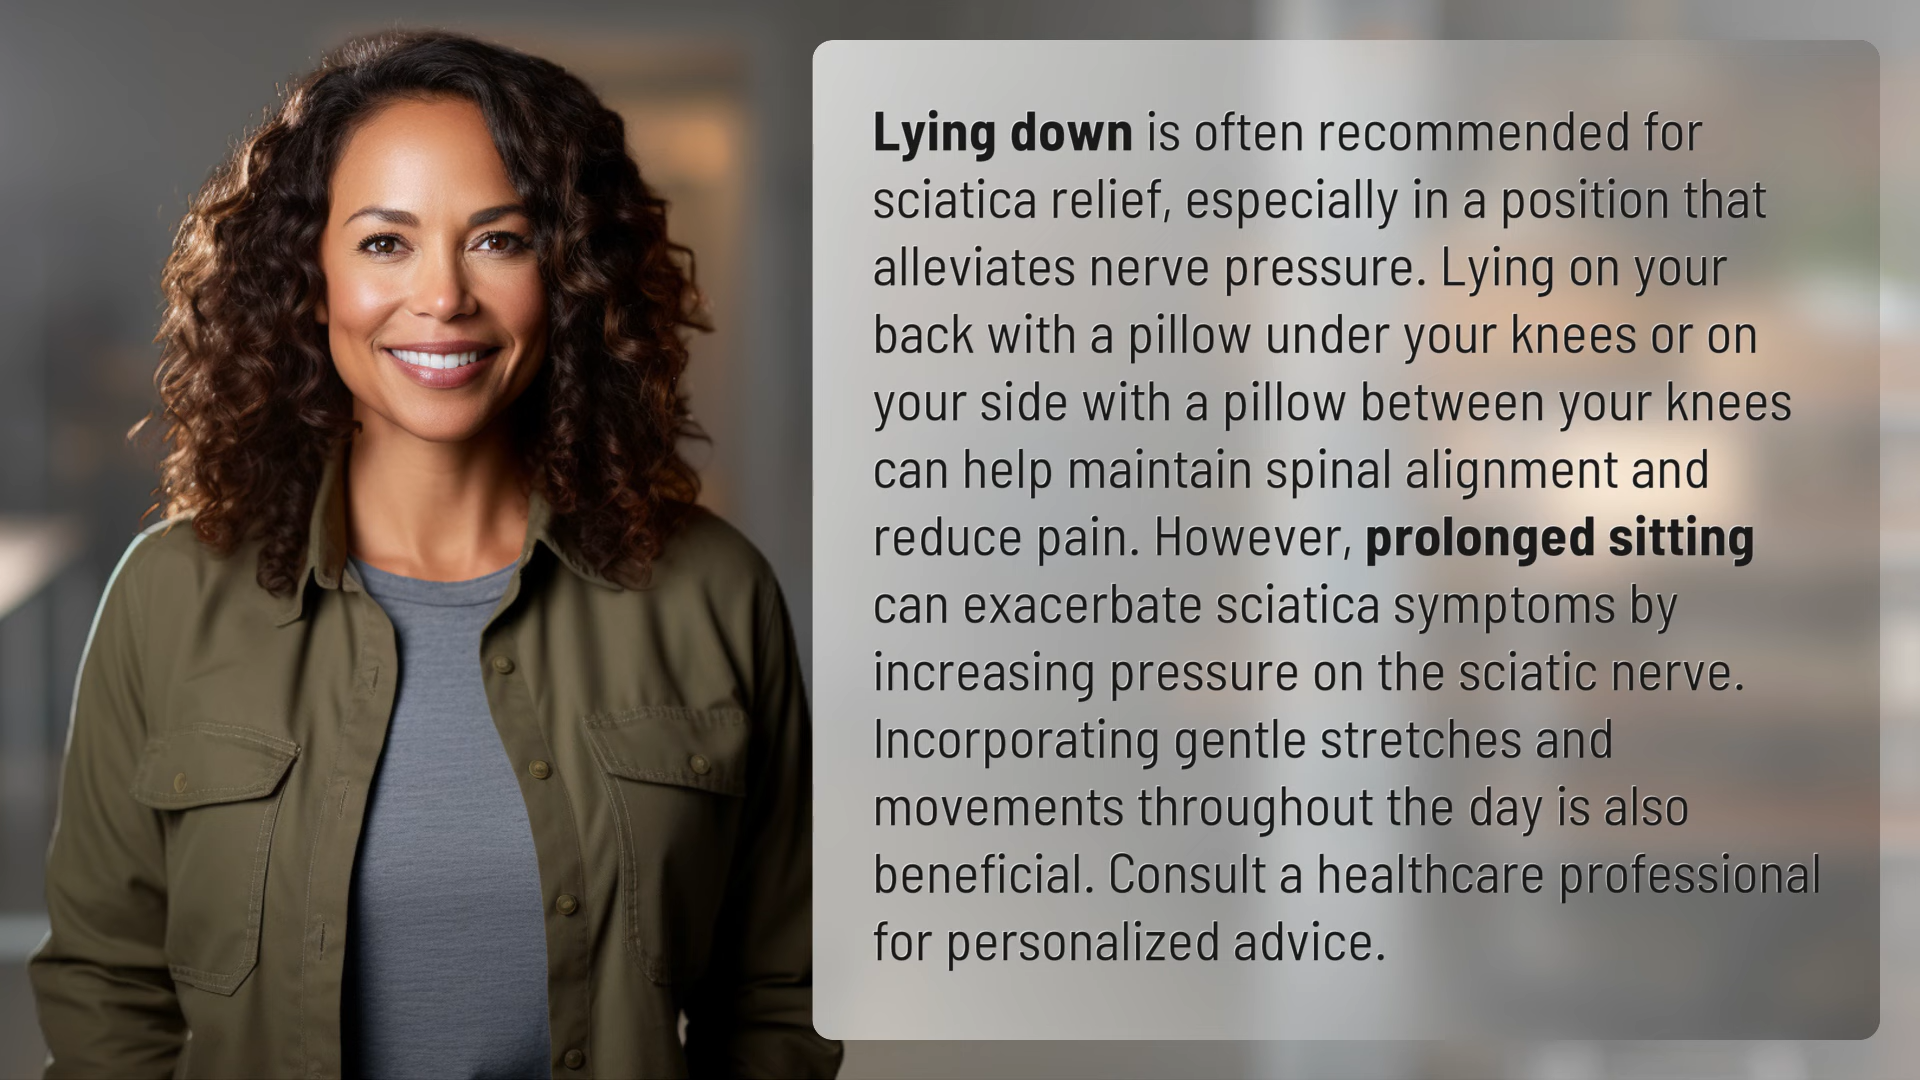 Lying down is often recommended for
sciatica relief, especially in a position that
alleviates nerve pressure. Lying on your
back with a pillow under your knees or on
your side with a pillow between your knees
can help maintain spinal alignment and
reduce pain. However, prolonged sitting
can exacerbate sciatica symptoms by
increasing pressure on the sciatic nerve.
Incorporating gentle stretches and
movements throughout the day is also
beneficial. Consult a healthcare professional
for personalized advice.